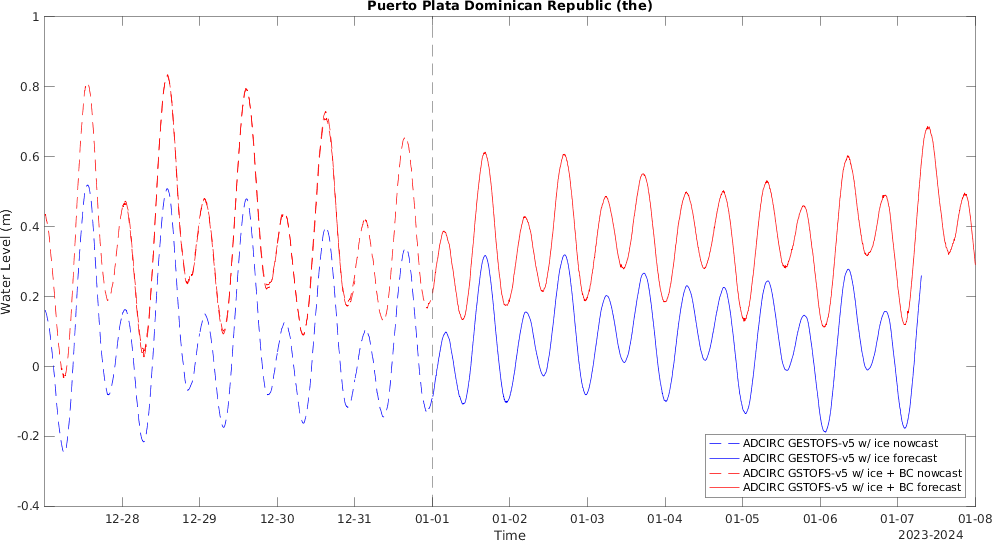 Puerto Plata Dominican Republic (the)
1
0.8
0.6
0.4
0.2
0
-0.2
-0.4
Water Level (m)
ADCIRC GESTOFS-v5 w/ ice nowcast
ADCIRC GESTOFS-v5 w/ ice forecast
ADCIRC GSTOFS-v5 w/ ice + BC nowcast
ADCIRC GSTOFS-v5 w/ ice + BC forecast
12-28 12-29 12-30 12-31 01-01 01-02 01-03 01-04 01-05 01-06 01-07 01-08
Time
2023-2024